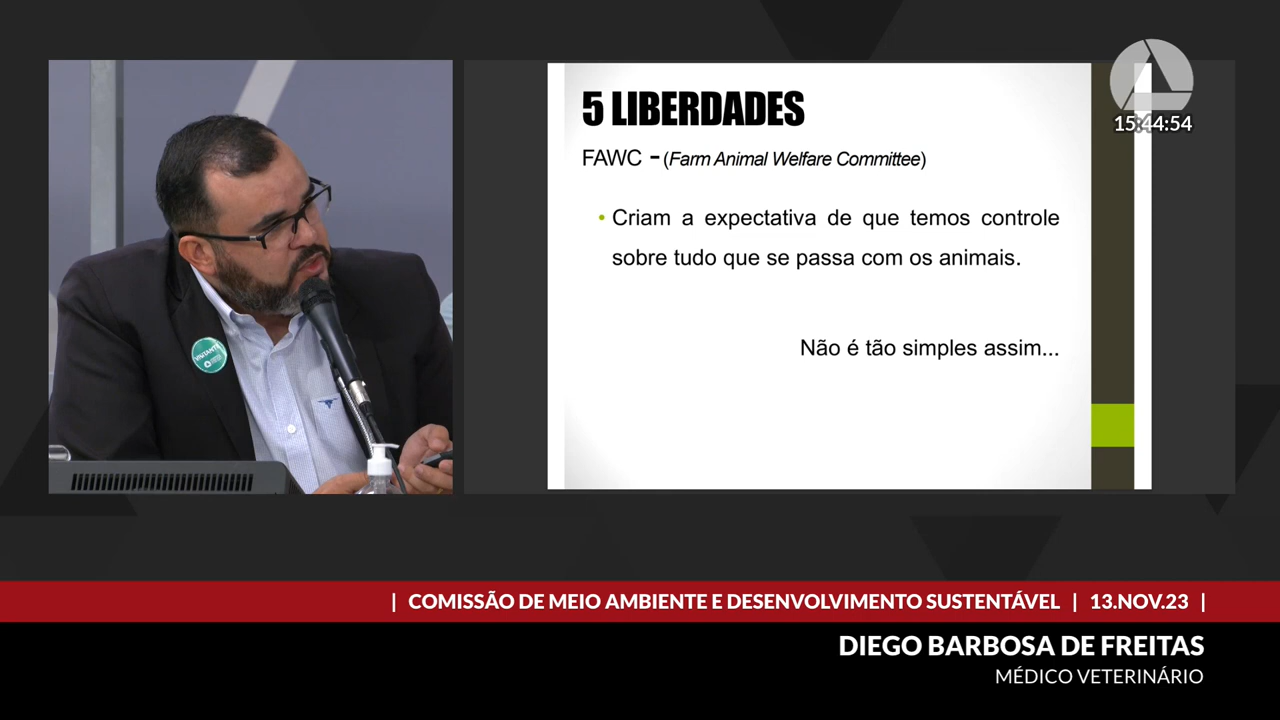 5 LIBERDADES
FAWC - (Farm Animal Welfare Committee)
• Criam a expectativa de que temos controle
sobre tudo que se passa com os animais.
Não é tão simples assim...
15:44:54
VISITANTE
| COMISSÃO DE MEIO AMBIENTE E DESENVOLVIMENTO SUSTENTÁVEL | 13.NOV.23 |
DIEGO BARBOSA DE FREITAS
MÉDICO VETERINÁRIO